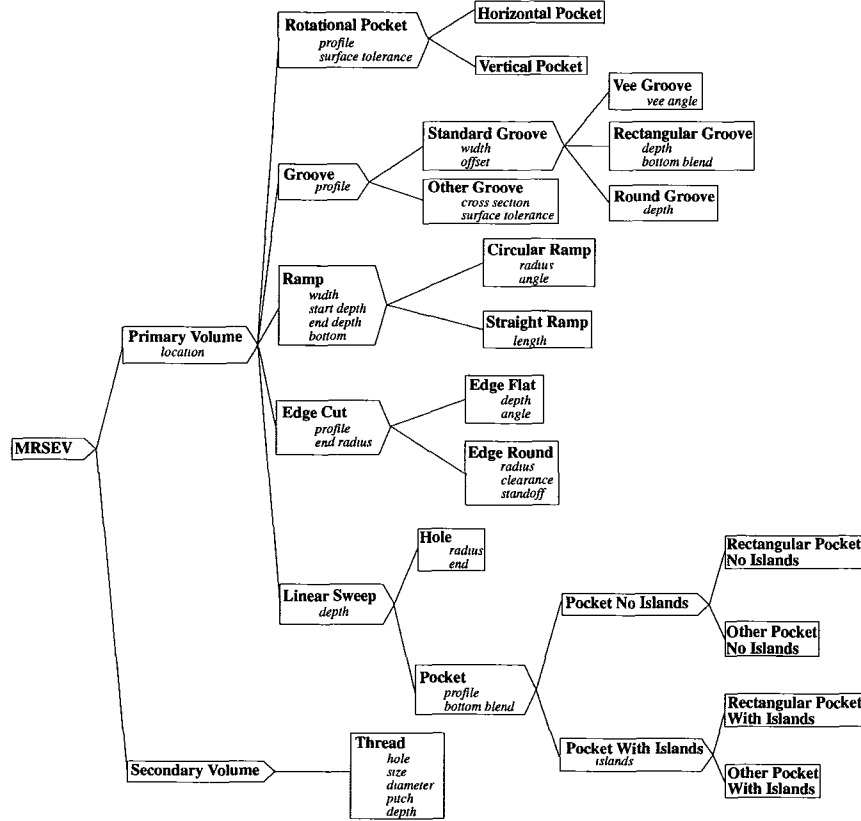 Rotational Pocket
profile
surface tolerance
Horizontal Pocket
Vertical Pocket
Groove
profile
Standard Groove
width
offset
Other Groove
cross section
surface tolerance
Vee Groove
vee angle
Rectangular Groove
depth
bottom blend
Round Groove
depth
Ramp
width
start depth
end depth
bottom
Circular Ramp
radius
angle
Straight Ramp
length
Primary Volume
location
Edge Cut
profile
end radius
Edge Flat
depth
angle
Edge Round
radius
clearance
standoff
MRSEV
Linear Sweep
depth
Hole
radius
end
Pocket
profile
bottom blend
Pocket No Islands
Rectangular Pocket
No Islands
Other Pocket
No Islands
Pocket With Islands
islands
Rectangular Pocket
With Islands
Other Pocket
With Islands
Secondary Volume
Thread
hole
size
diameter
pitch
depth